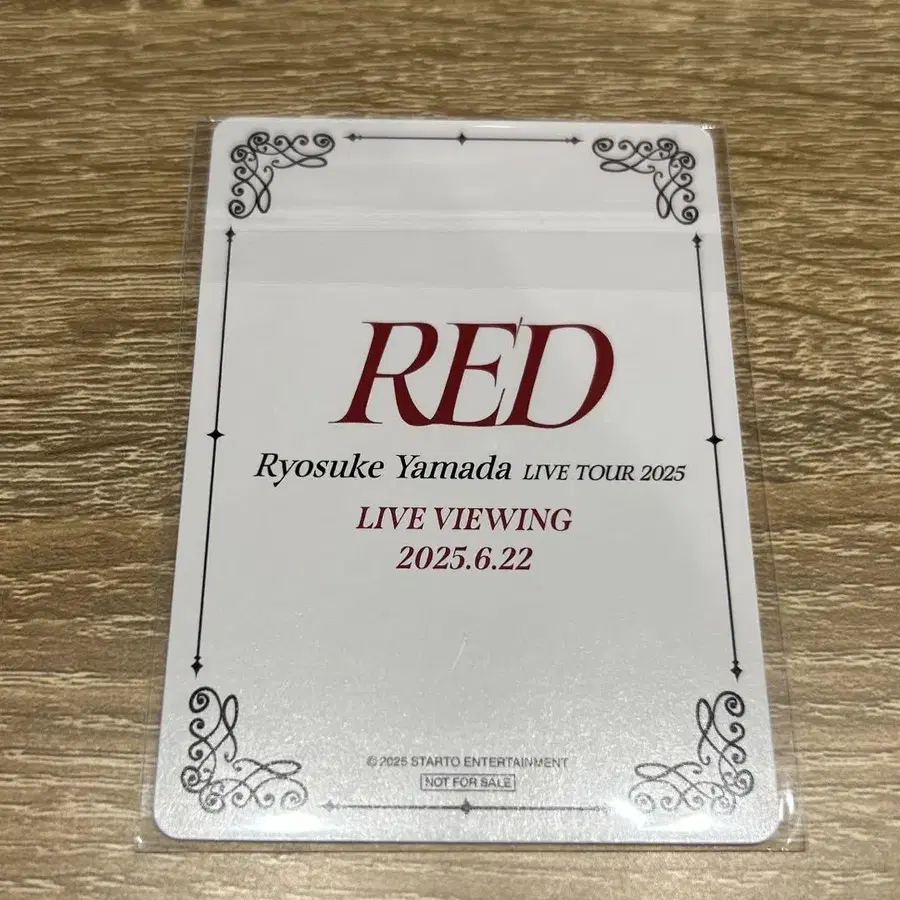 RED
Ryosuke Yamada LIVE TOUR 2025
LIVE VIEWING
2025.6.22
© 2025 STARTO ENTERTAINMENT
NOT FOR SALE